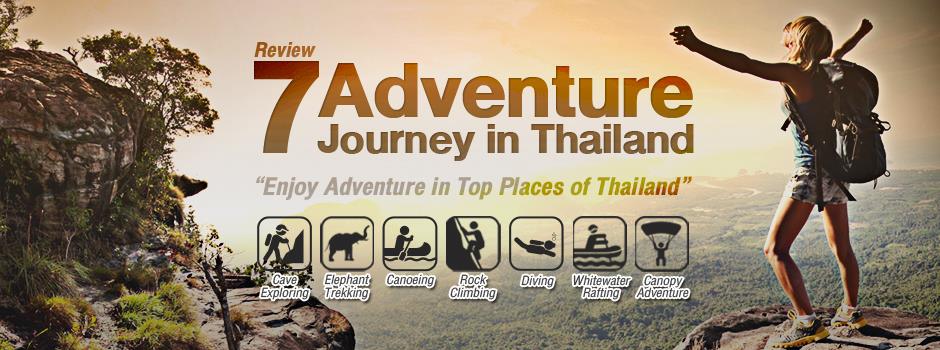 Review
7 Adventure
Journey in Thailand
“Enjoy Adventure in Top Places of Thailand”
Cave
Exploring
Elephant
Trekking
Canoeing
Rock
Climbing
Diving
Whitewater
Rafting
Canopy
Adventure